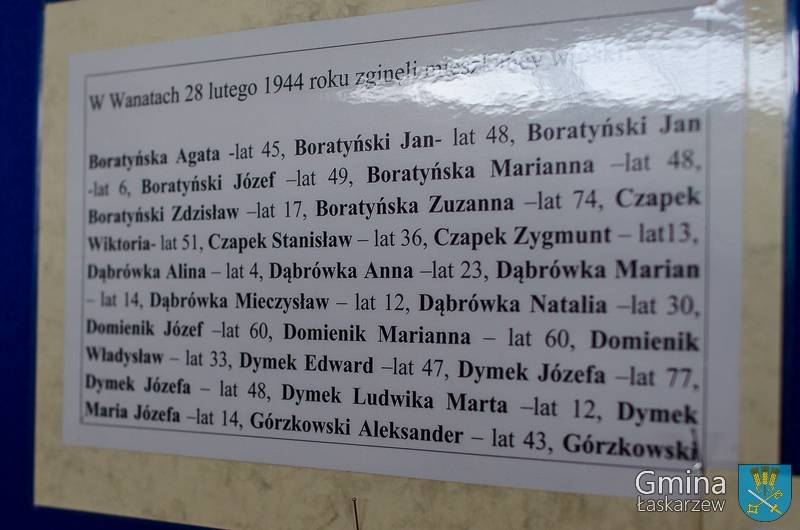 W Wanatach 28 lutego 1944 roku zginęli mieszkańcy
Boratyńska Agata -lat 45, Boratyński Jan- lat 48, Boratyński Jan
-lat 6, Boratyński Józef –lat 49, Boratyńska Marianna –lat 48,
Boratyński Zdzisław –lat 17, Boratyńska Zuzanna –lat 74, Czapek
Wiktoria- lat 51, Czapek Stanisław – lat 36, Czapek Zygmunt – lat13,
Dąbrówka Alina – lat 4, Dąbrówka Anna –lat 23, Dąbrówka Marian
– lat 14, Dąbrówka Mieczysław – lat 12, Dąbrówka Natalia –lat 30,
Domienik Józef –lat 60, Domienik Marianna – lat 60, Domienik
Władysław – lat 33, Dymek Edward –lat 47, Dymek Józefa –lat 77,
Dymek Józefa – lat 48, Dymek Ludwika Marta –lat 12, Dymek
Maria Józefa –lat 14, Górzkowski Aleksander – lat 43, Górzkowski
Gmina
Łaskarzew